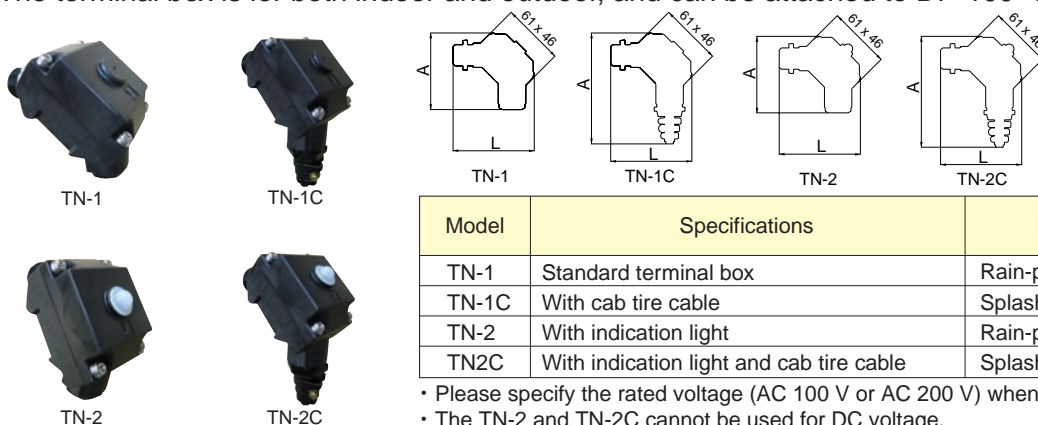 The terminal box is for both indoor and outdoor, and can be attached to
61 x 46
A
L
TN-1
61 x 46
A
L
TN-1C
61 x 46
A
L
TN-2
61 x 46
A
L
TN-2C
TN-1
TN-1C
TN-2
TN-2C
Model Specifications
TN-1 Standard terminal box
TN-1C With cab tire cable
TN-2 With indication light
TN2C With indication light and cab tire cable
・Please specify the rated voltage (AC 100 V or AC 200 V) when
・The TN-2 and TN-2C cannot be used for DC voltage.